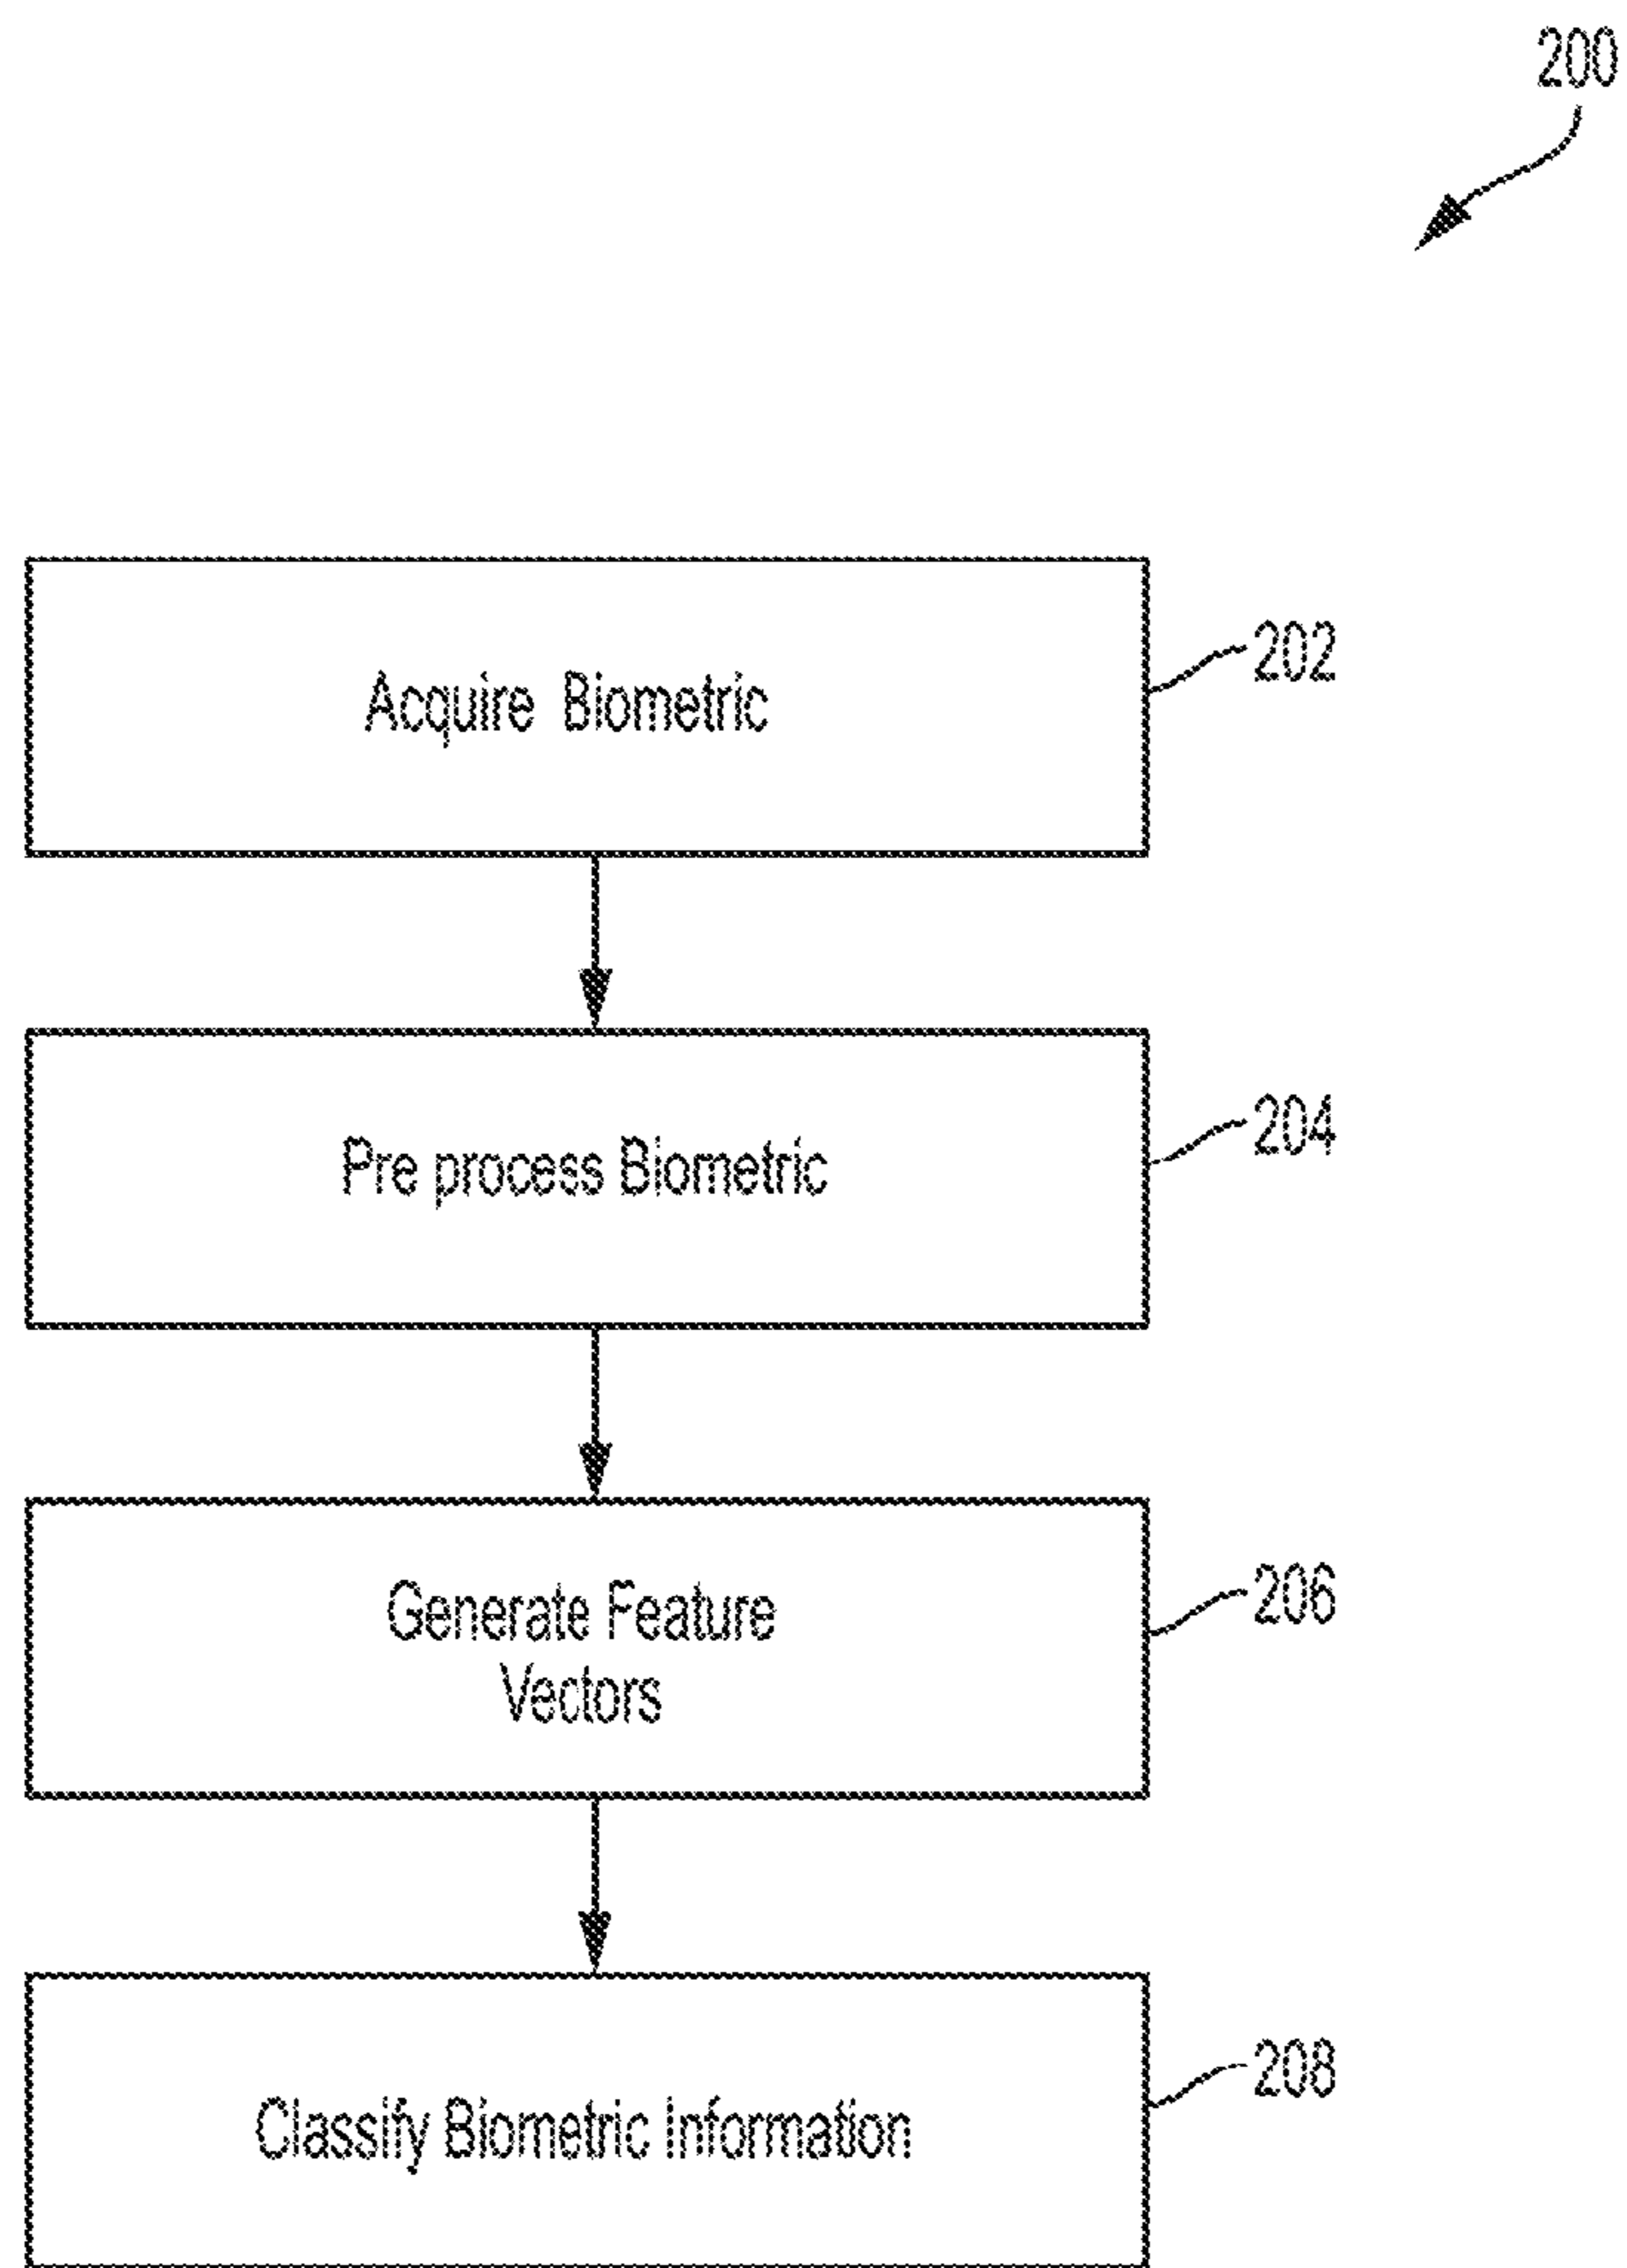 200
Acquire Biometric
202
Pre process Biometric
204
Generate Feature
Vectors
206
Classify Biometric Information
208